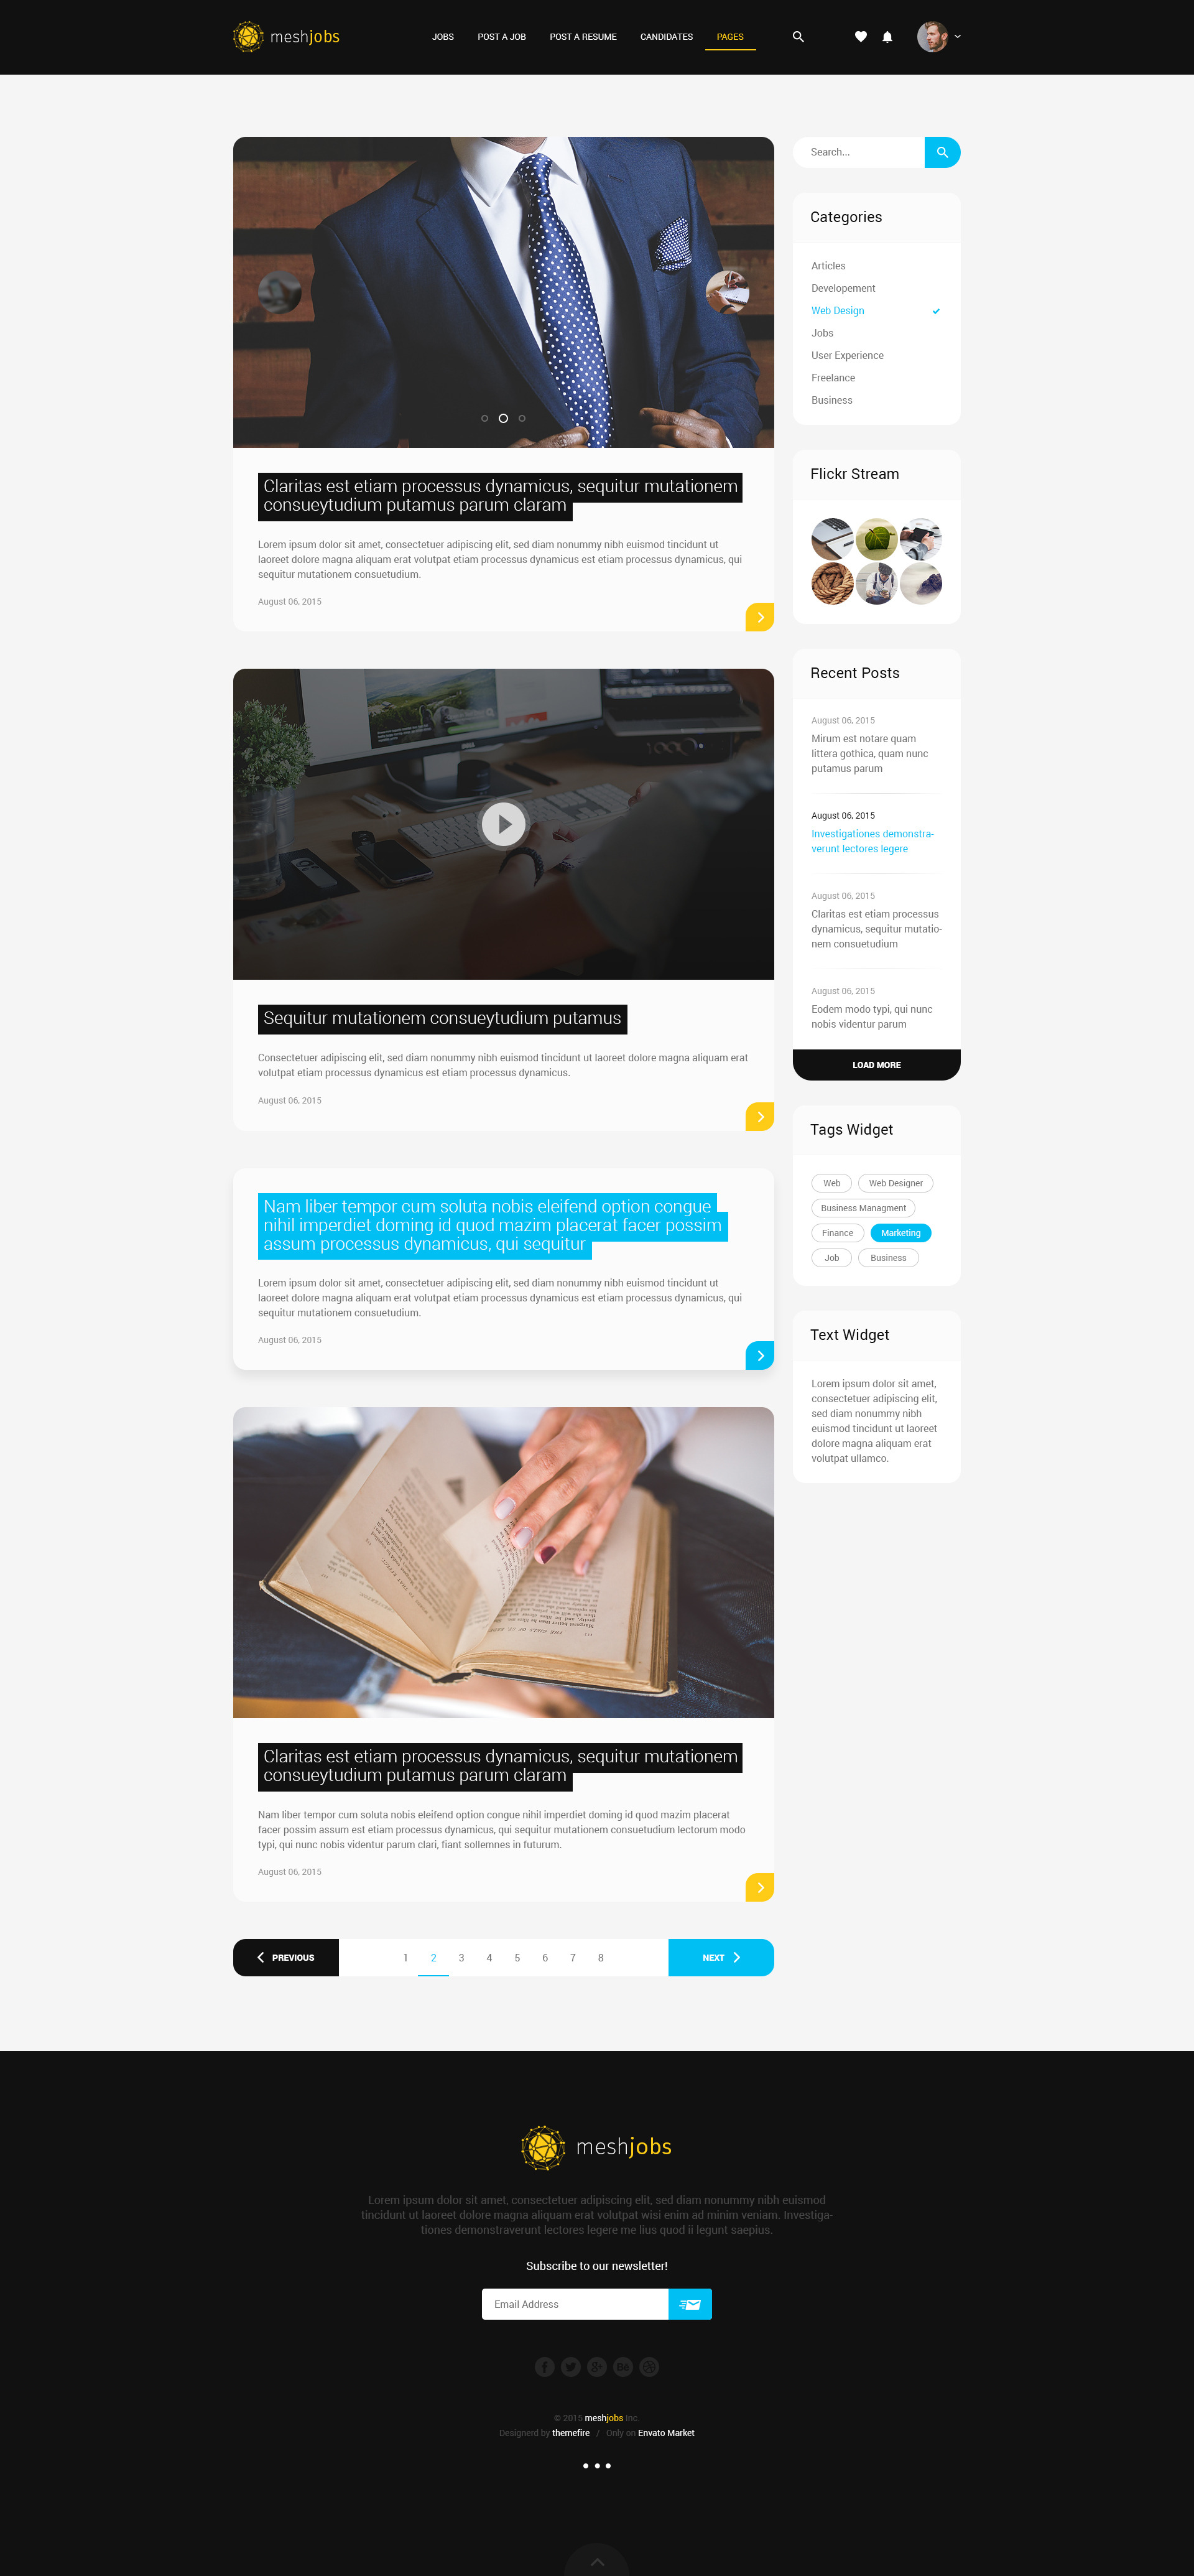 meshjobs
JOBS
POST A JOB
POST A RESUME
CANDIDATES
PAGES
Claritas est etiam processus dynamicus, sequitur mutationem
consueytudium putamus parum claram
Lorem ipsum dolor sit amet, consectetuer adipiscing elit, sed diam nonummy nibh euismod tincidunt ut
laoreet dolore magna aliquam erat volutpat etiam processus dynamicus est etiam processus dynamicus, qui
sequitur mutationem consuetudium.
August 06, 2015
DELL
Sequitur mutationem consueytudium putamus
Consectetuer adipiscing elit, sed diam nonummy nibh euismod tincidunt ut laoreet dolore magna aliquam erat
volutpat etiam processus dynamicus est etiam processus dynamicus.
August 06, 2015
Nam liber tempor cum soluta nobis eleifend option congue
nihil imperdiet doming id quod mazim placerat facer possim
assum processus dynamicus, qui sequitur
Lorem ipsum dolor sit amet, consectetuer adipiscing elit, sed diam nonummy nibh euismod tincidunt ut
laoreet dolore magna aliquam erat volutpat etiam processus dynamicus est etiam processus dynamicus, qui
sequitur mutationem consuetudium.
August 06, 2015
Claritas est etiam processus dynamicus, sequitur mutationem
consueytudium putamus parum claram
Nam liber tempor cum soluta nobis eleifend option congue nihil imperdiet doming id quod mazim placerat
facer possim assum est etiam processus dynamicus, qui sequitur mutationem consuetudium lectorum modo
typi, qui nunc nobis videntur parum clari, fiant sollemnes in futurum.
August 06, 2015
PREVIOUS
1 2 3 4 5 6 7 8
NEXT
Search...
Categories
Articles
Developement
Web Design
Jobs
User Experience
Freelance
Business
Flickr Stream
Recent Posts
August 06, 2015
Mirum est notare quam
littera gothica, quam nunc
putamus parum
August 06, 2015
Investigationes demonstra-
verunt lectores legere
August 06, 2015
Claritas est etiam processus
dynamicus, sequitur mutatio-
nem consuetudium
August 06, 2015
Eodem modo typi, qui nunc
nobis videntur parum
LOAD MORE
Tags Widget
Web
Web Designer
Business Managment
Finance
Marketing
Job
Business
Text Widget
Lorem ipsum dolor sit amet,
consectetuer adipiscing elit,
sed diam nonummy nibh
euismod tincidunt ut laoreet
dolore magna aliquam erat
volutpat ullamco.
meshjobs
Lorem ipsum dolor sit amet, consectetuer adipiscing elit, sed diam nonummy nibh euismod
tincidunt ut laoreet dolore magna aliquam erat volutpat wisi enim ad minim veniam. Investiga-
tiones demonstraverunt lectores legere me lius quod ii legunt saepius.
Subscribe to our newsletter!
Email Address
© 2015 meshjobs Inc.
Designerd by themefire / Only on Envato Market